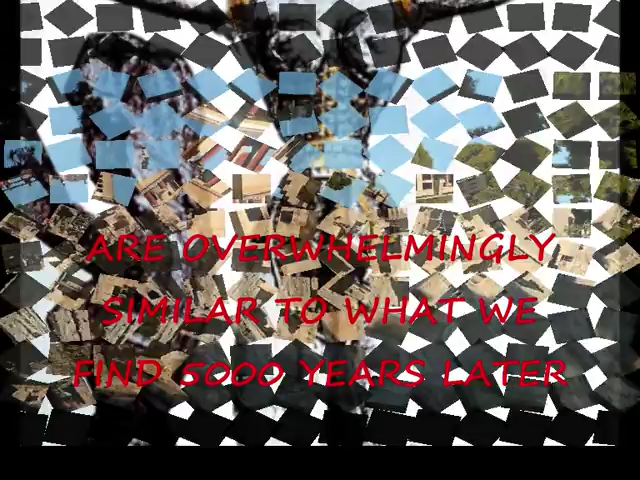 ARE OVERWHELMINGLY
SIMILAR TO WHAT WE
FIND 5000 YEARS LATER